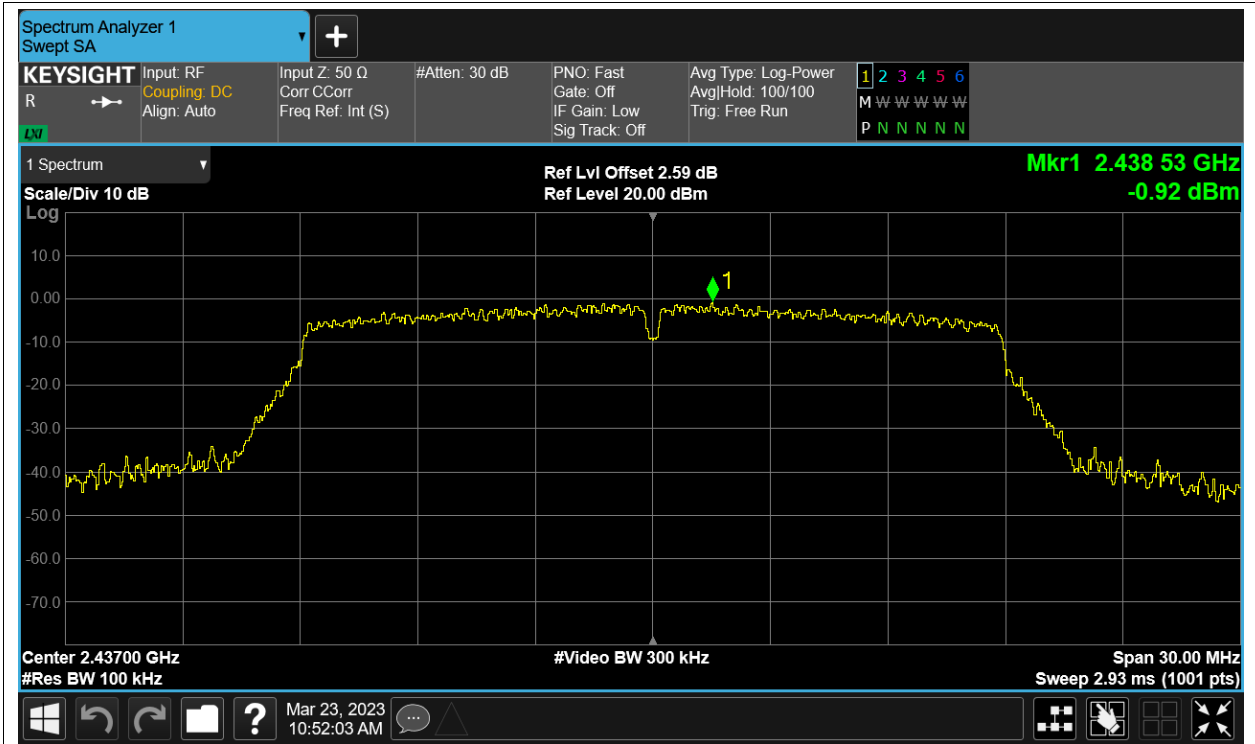 Spectrum Analyzer 1
Swept SA
KEYSIGHT
R
LXI
Input: RF
Coupling: DC
Align: Auto
Input Z: 50 Ω
Corr CCorr
Freq Ref: Int (S)
#Atten: 30 dB
PNO: Fast
Gate: Off
IF Gain: Low
Sig Track: Off
Avg Type: Log-Power
Avg|Hold: 100/100
Trig: Free Run
1 2 3 4 5 6
M W W W W W
P N N N N N
1 Spectrum
Scale/Div 10 dB
Ref Lvl Offset 2.59 dB
Ref Level 20.00 dBm
Mkr1 2.438 53 GHz
-0.92 dBm
Log
10.0
0.00
-10.0
-20.0
-30.0
-40.0
-50.0
-60.0
-70.0
1
Center 2.43700 GHz
#Res BW 100 kHz
#Video BW 300 kHz
Span 30.00 MHz
Sweep 2.93 ms (1001 pts)
?
Mar 23, 2023
10:52:03 AM